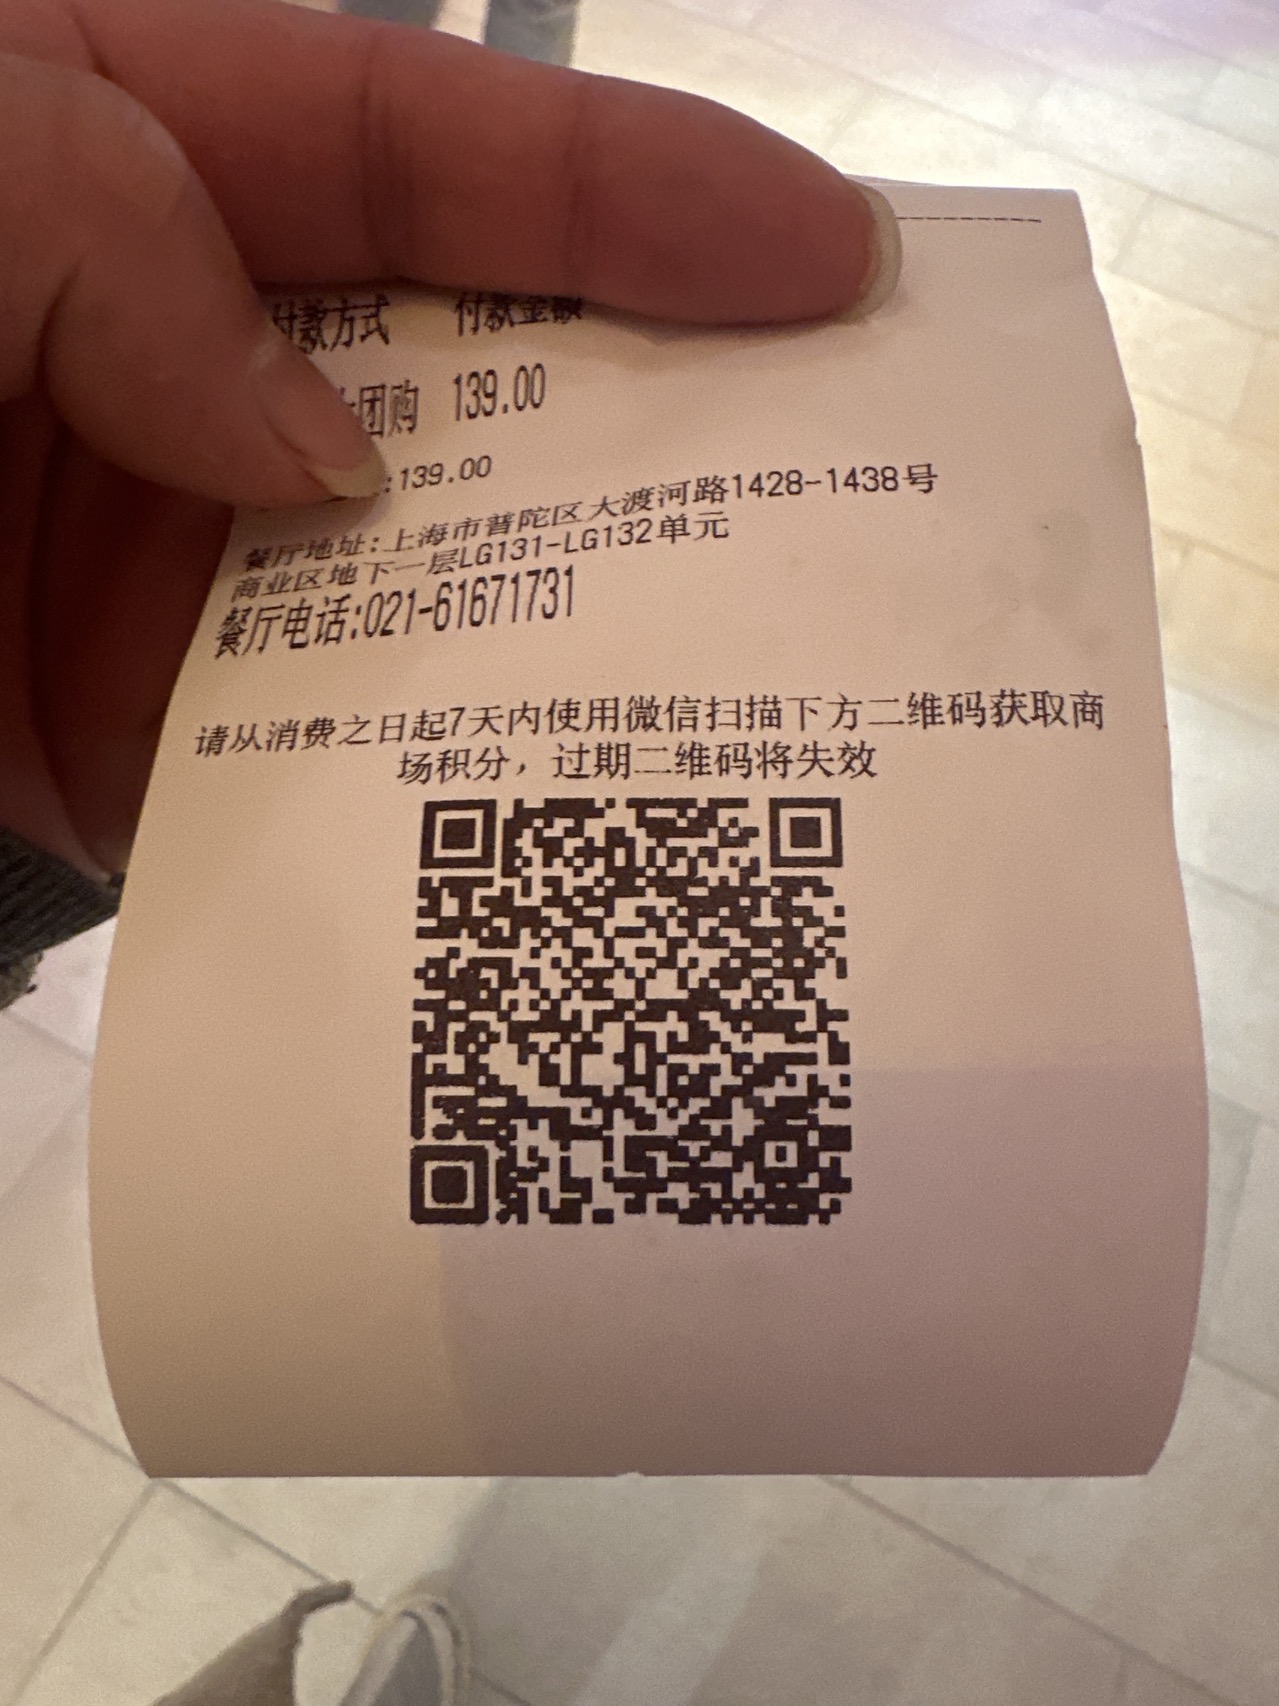 付款方式 付款金额
团购 139.00
:139.00
餐厅地址:上海市普陀区大渡河路1428-1438号
商业区地下一层LG131-LG132单元
餐厅电话:021-61671731
请从消费之日起7天内使用微信扫描下方二维码获取商
场积分，过期二维码将失效